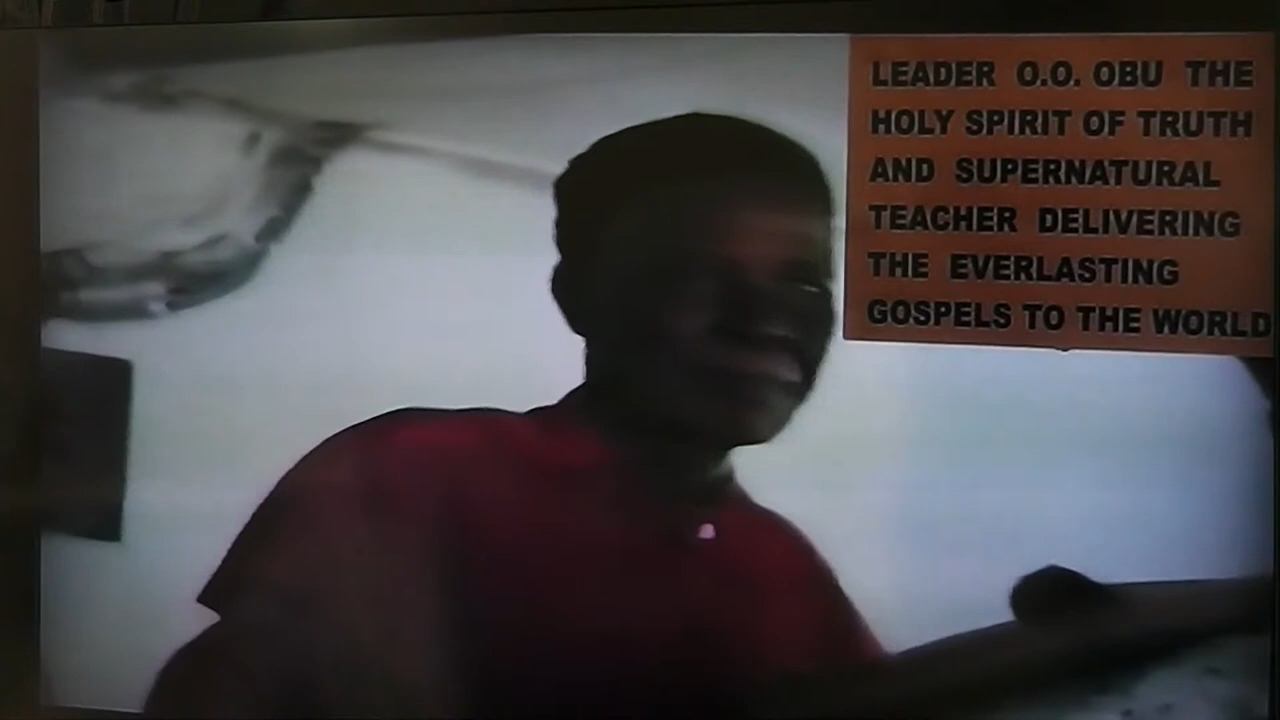 LEADER O.O. OBU THE
HOLY SPIRIT OF TRUTH
AND SUPERNATURAL
TEACHER DELIVERING
THE EVERLASTING
GOSPELS TO THE WORLD